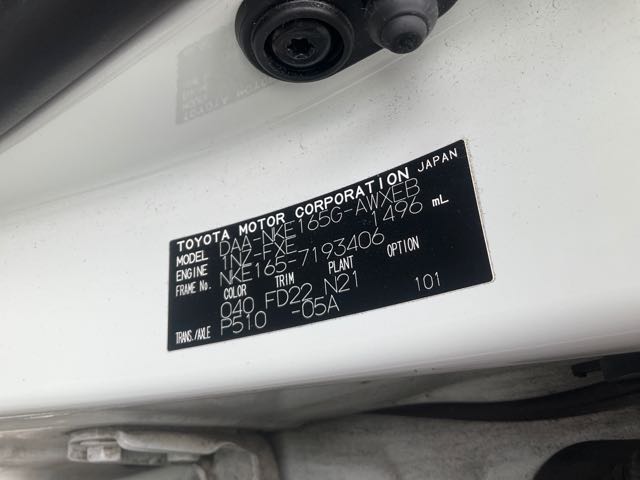 TOYOTA MOTOR CORPORATION JAPAN
MODEL DAA-NKE165G-AWXEB
ENGINE 1NZ-FXE 1496 mL
FRAME No. NKE165-7193406
COLOR TRIM PLANT OPTION
040 FD22 N21 101
TRANS./AXLE P510 -05A